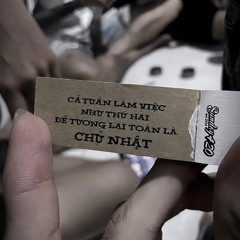 CẢ TUẦN LÀM VIỆC
NHƯ THỨ HAI
ĐỂ TƯƠNG LAI TOÀN LÀ
CHỦ NHẬT